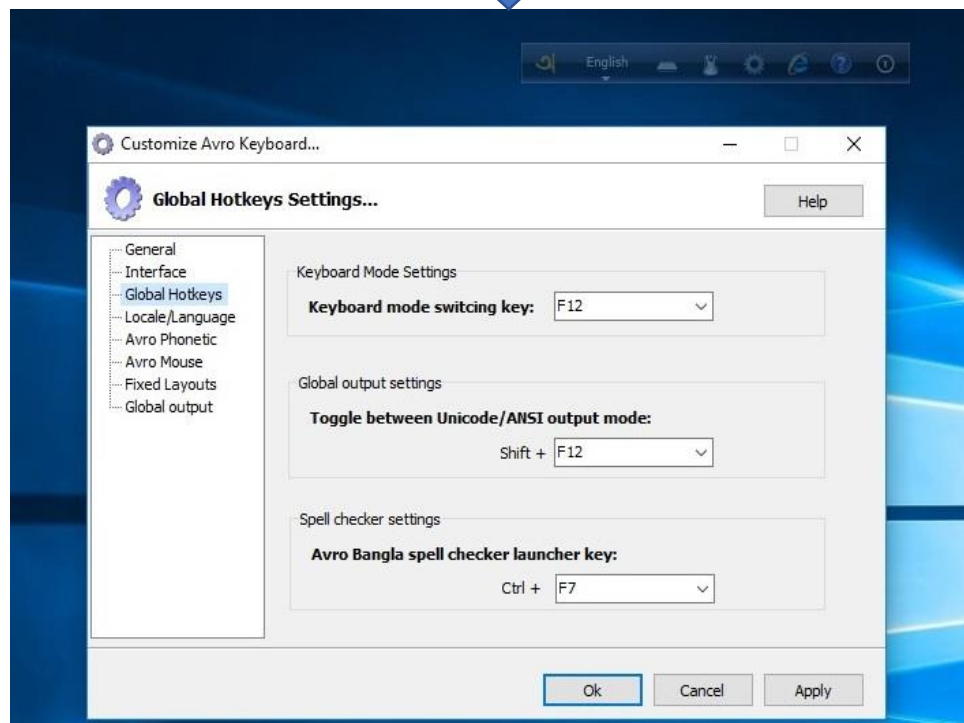 English
Customize Avro Keyboard...
Global Hotkeys Settings...
Help
General
Interface
Global Hotkeys
Locale/Language
Avro Phonetic
Avro Mouse
Fixed Layouts
Global output
Keyboard Mode Settings
Keyboard mode switcing key: F12
Global output settings
Toggle between Unicode/ANSI output mode:
Shift + F12
Spell checker settings
Avro Bangla spell checker launcher key:
Ctrl + F7
Ok Cancel Apply